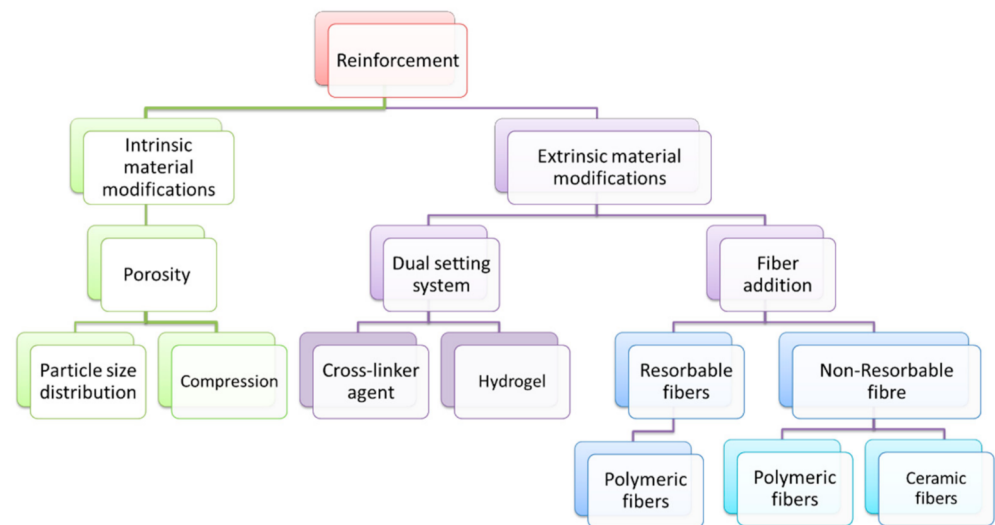 Reinforcement
Intrinsic
material
modifications
Extrinsic material
modifications
Porosity
Dual setting
system
Fiber
addition
Particle size
distribution
Compression
Cross-linker
agent
Hydrogel
Resorbable
fibers
Non-Resorbable
fibre
Polymeric
fibers
Polymeric
fibers
Ceramic
fibers